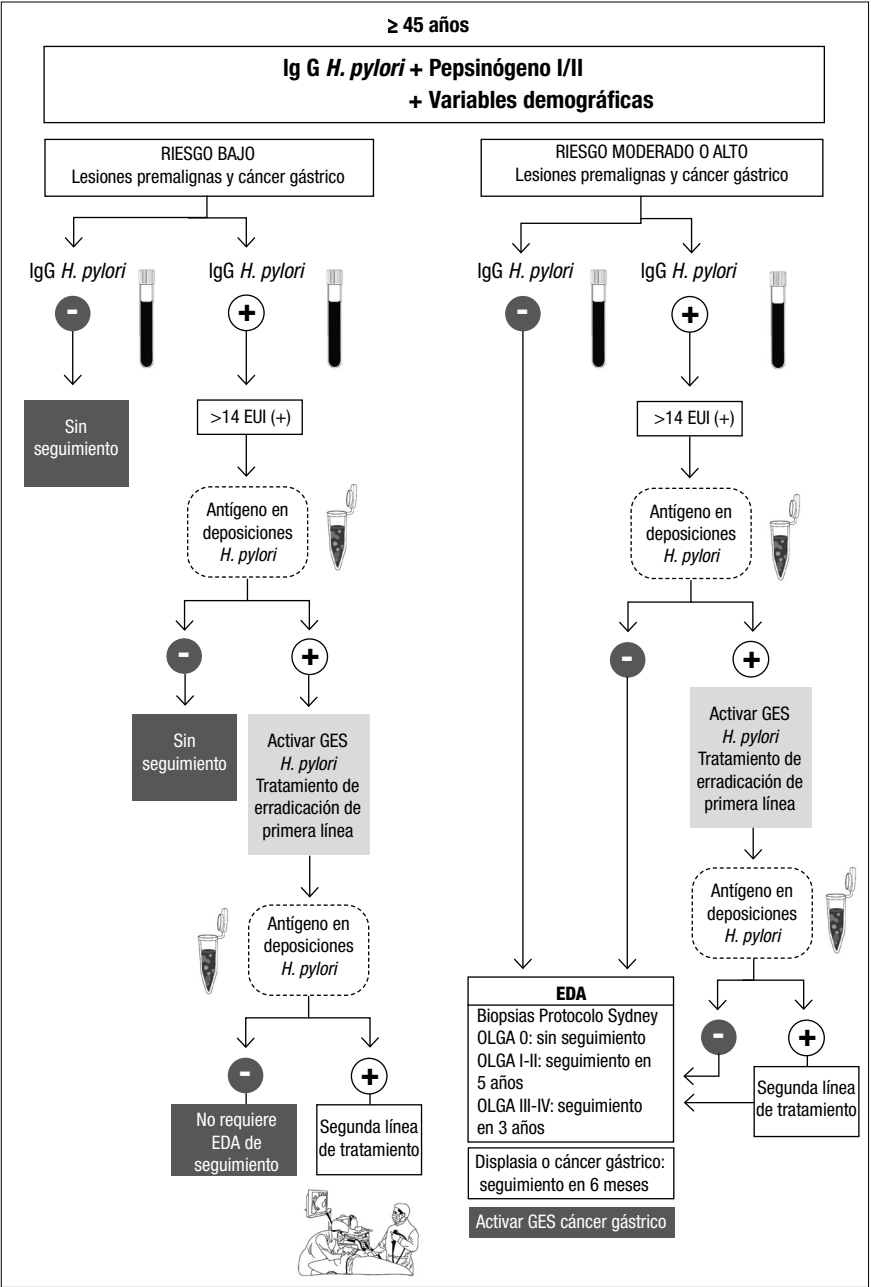 ≥ 45 años
Ig G H. pylori + Pepsinógeno I/II
+ Variables demográficas
RIESGO BAJO
Lesiones premalignas y cáncer gástrico
IgG H. pylori
IgG H. pylori
-
+
Sin
seguimiento
>14 EUI (+)
Antígeno en
deposiciones
H. pylori
-
+
Sin
seguimiento
Activar GES
H. pylori
Tratamiento de
erradicación de
primera línea
Antígeno en
deposiciones
H. pylori
-
+
No requiere
EDA de
seguimiento
Segunda línea
de tratamiento
RIESGO MODERADO O ALTO
Lesiones premalignas y cáncer gástrico
IgG H. pylori
IgG H. pylori
-
+
>14 EUI (+)
Antígeno en
deposiciones
H. pylori
-
+
Activar GES
H. pylori
Tratamiento de
erradicación de
primera línea
Antígeno en
deposiciones
H. pylori
-
+
Segunda línea
de tratamiento
EDA
Biopsias Protocolo Sydney
OLGA 0: sin seguimiento
OLGA I-II: seguimiento en
5 años
OLGA III-IV: seguimiento
en 3 años
Displasia o cáncer gástrico:
seguimiento en 6 meses
Activar GES cáncer gástrico